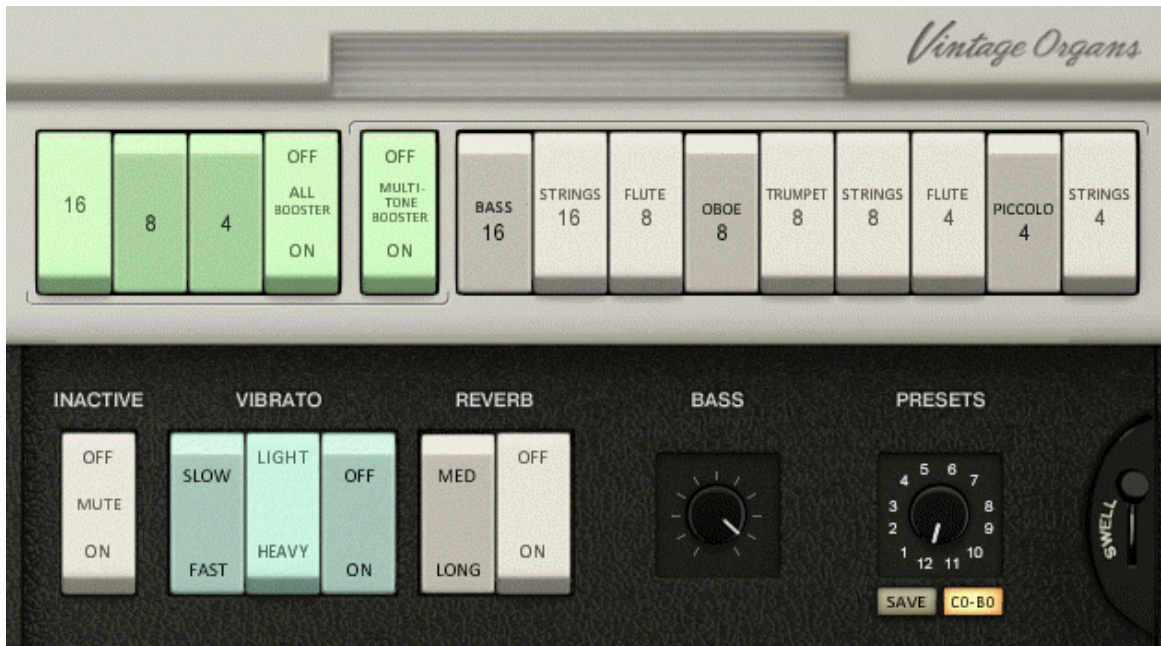 Vintage Organs
16
8
4
OFF
ALL
BOOSTER
ON
OFF
MULTI-
TONE
BOOSTER
ON
BASS
16
STRINGS
16
FLUTE
8
OBOE
8
TRUMPET
8
STRINGS
8
FLUTE
4
PICCOLO
4
STRINGS
4
INACTIVE
OFF
MUTE
ON
VIBRATO
SLOW
FAST
LIGHT
HEAVY
OFF
ON
REVERB
MED
LONG
OFF
ON
BASS
PRESETS
1
2
3
4
5
6
7
8
9
10
11
12
SAVE
CO-BO
SWELL